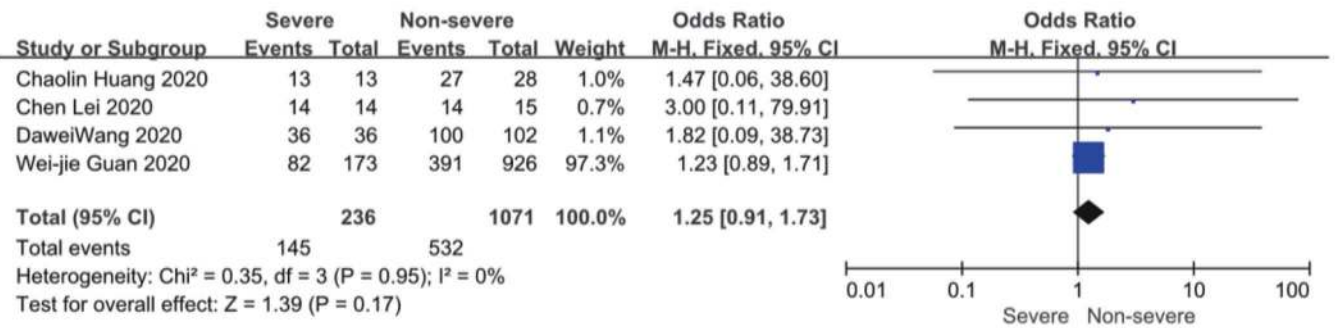 Severe Non-severe Odds Ratio Odds Ratio
Study or Subgroup Events Total Events Total Weight M-H, Fixed, 95% CI M-H, Fixed, 95% CI
Chaolin Huang 2020 13 13 27 28 1.0% 1.47 [0.06, 38.60]
Chen Lei 2020 14 14 14 15 0.7% 3.00 [0.11, 79.91]
DaweiWang 2020 36 36 100 102 1.1% 1.82 [0.09, 38.73]
Wei-jie Guan 2020 82 173 391 926 97.3% 1.23 [0.89, 1.71]
Total (95% CI) 236 1071 100.0% 1.25 [0.91, 1.73]
Total events 145 532
Heterogeneity: Chi² = 0.35, df = 3 (P = 0.95); I² = 0%
Test for overall effect: Z = 1.39 (P = 0.17)
0.01 0.1 1 10 100
Severe Non-severe